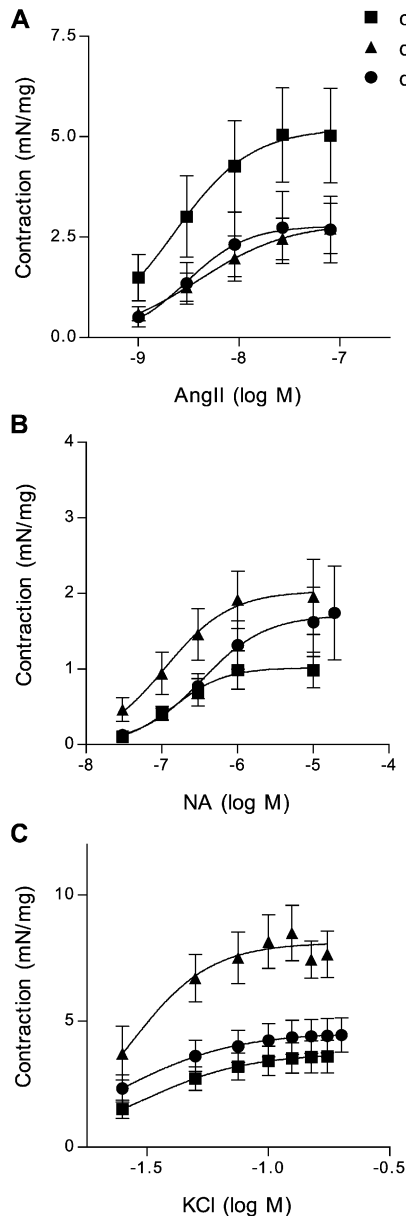 A
7.5
5.0
2.5
0.0
Contraction (mN/mg)
-9 -8 -7
AngII (log M)
B
4
3
2
1
0
Contraction (mN/mg)
-8 -7 -6 -5 -4
NA (log M)
C
10
5
0
Contraction (mN/mg)
-1.5 -1.0 -0.5
KCl (log M)